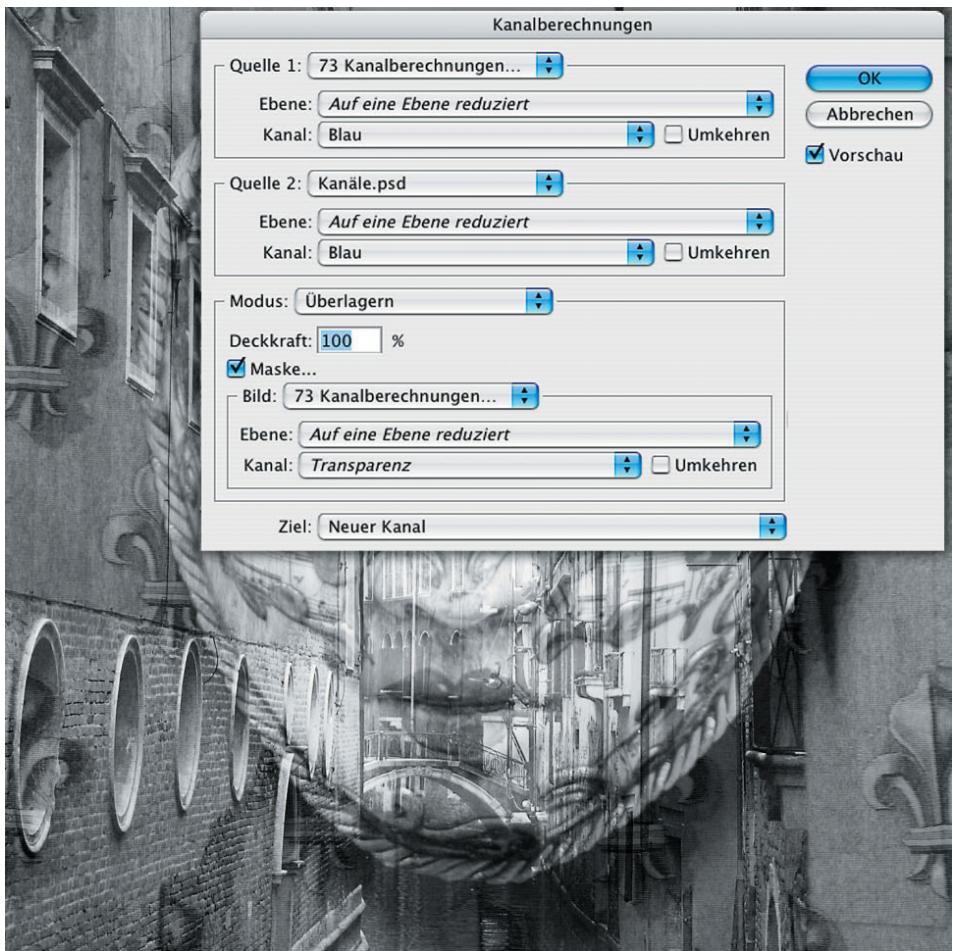 Kanalberechnungen
Quelle 1: 73 Kanalberechnungen...
OK
Ebene: Auf eine Ebene reduziert
Abbrechen
Kanal: Blau Umkehren
Vorschau
Quelle 2: Kanäle.psd
Ebene: Auf eine Ebene reduziert
Kanal: Blau Umkehren
Modus: Überlagern
Deckkraft: 100 %
Maske...
Bild: 73 Kanalberechnungen...
Ebene: Auf eine Ebene reduziert
Kanal: Transparenz Umkehren
Ziel: Neuer Kanal